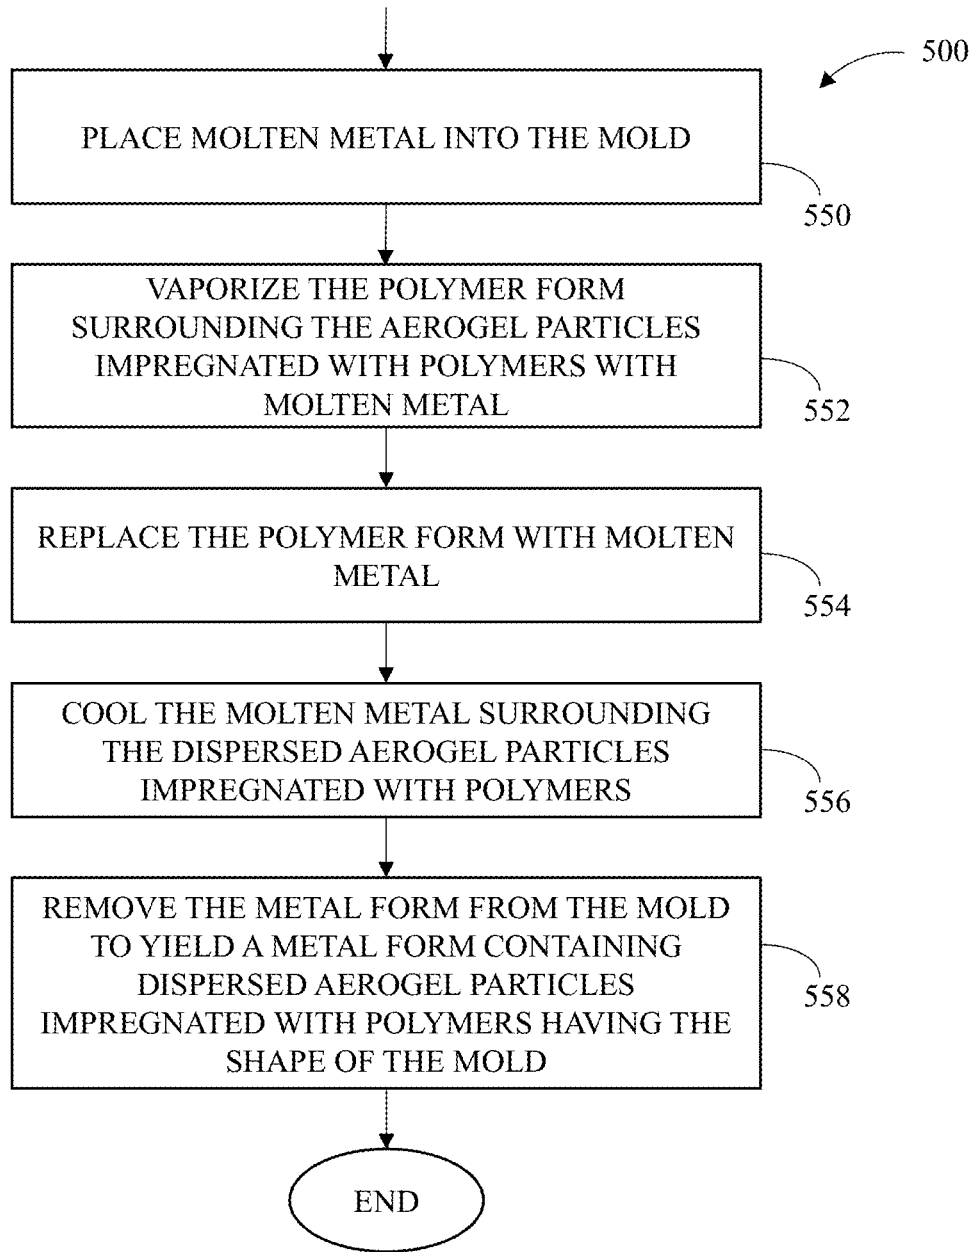 500
PLACE MOLTEN METAL INTO THE MOLD
550
VAPORIZE THE POLYMER FORM
SURROUNDING THE AEROGEL PARTICLES
IMPREGNATED WITH POLYMERS WITH
MOLTEN METAL
552
REPLACE THE POLYMER FORM WITH MOLTEN
METAL
554
COOL THE MOLTEN METAL SURROUNDING
THE DISPERSED AEROGEL PARTICLES
IMPREGNATED WITH POLYMERS
556
REMOVE THE METAL FORM FROM THE MOLD
TO YIELD A METAL FORM CONTAINING
DISPERSED AEROGEL PARTICLES
IMPREGNATED WITH POLYMERS HAVING THE
SHAPE OF THE MOLD
558
END